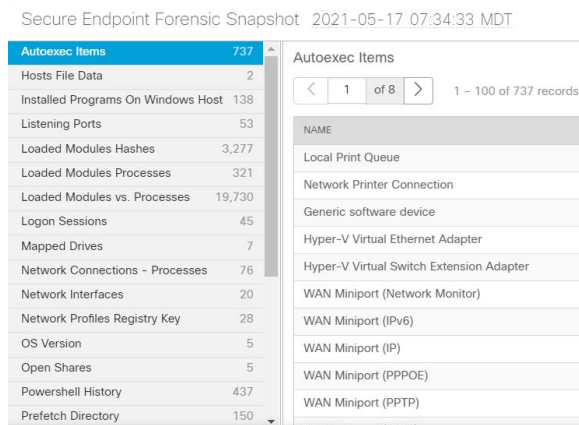 Secure Endpoint Forensic Snapshot 2021-05-17 07:34:33 MDT
Autoexec Items 737
Hosts File Data 2
Installed Programs On Windows Host 138
Listening Ports 53
Loaded Modules Hashes 3,277
Loaded Modules Processes 321
Loaded Modules vs. Processes 19,730
Logon Sessions 45
Mapped Drives 7
Network Connections - Processes 76
Network Interfaces 20
Network Profiles Registry Key 28
OS Version 5
Open Shares 5
Powershell History 437
Prefetch Directory 150
Autoexec Items
1 of 8 1 - 100 of 737 records
NAME
Local Print Queue
Network Printer Connection
Generic software device
Hyper-V Virtual Ethernet Adapter
Hyper-V Virtual Switch Extension Adapter
WAN Miniport (Network Monitor)
WAN Miniport (IPv6)
WAN Miniport (IP)
WAN Miniport (PPPOE)
WAN Miniport (PPTP)